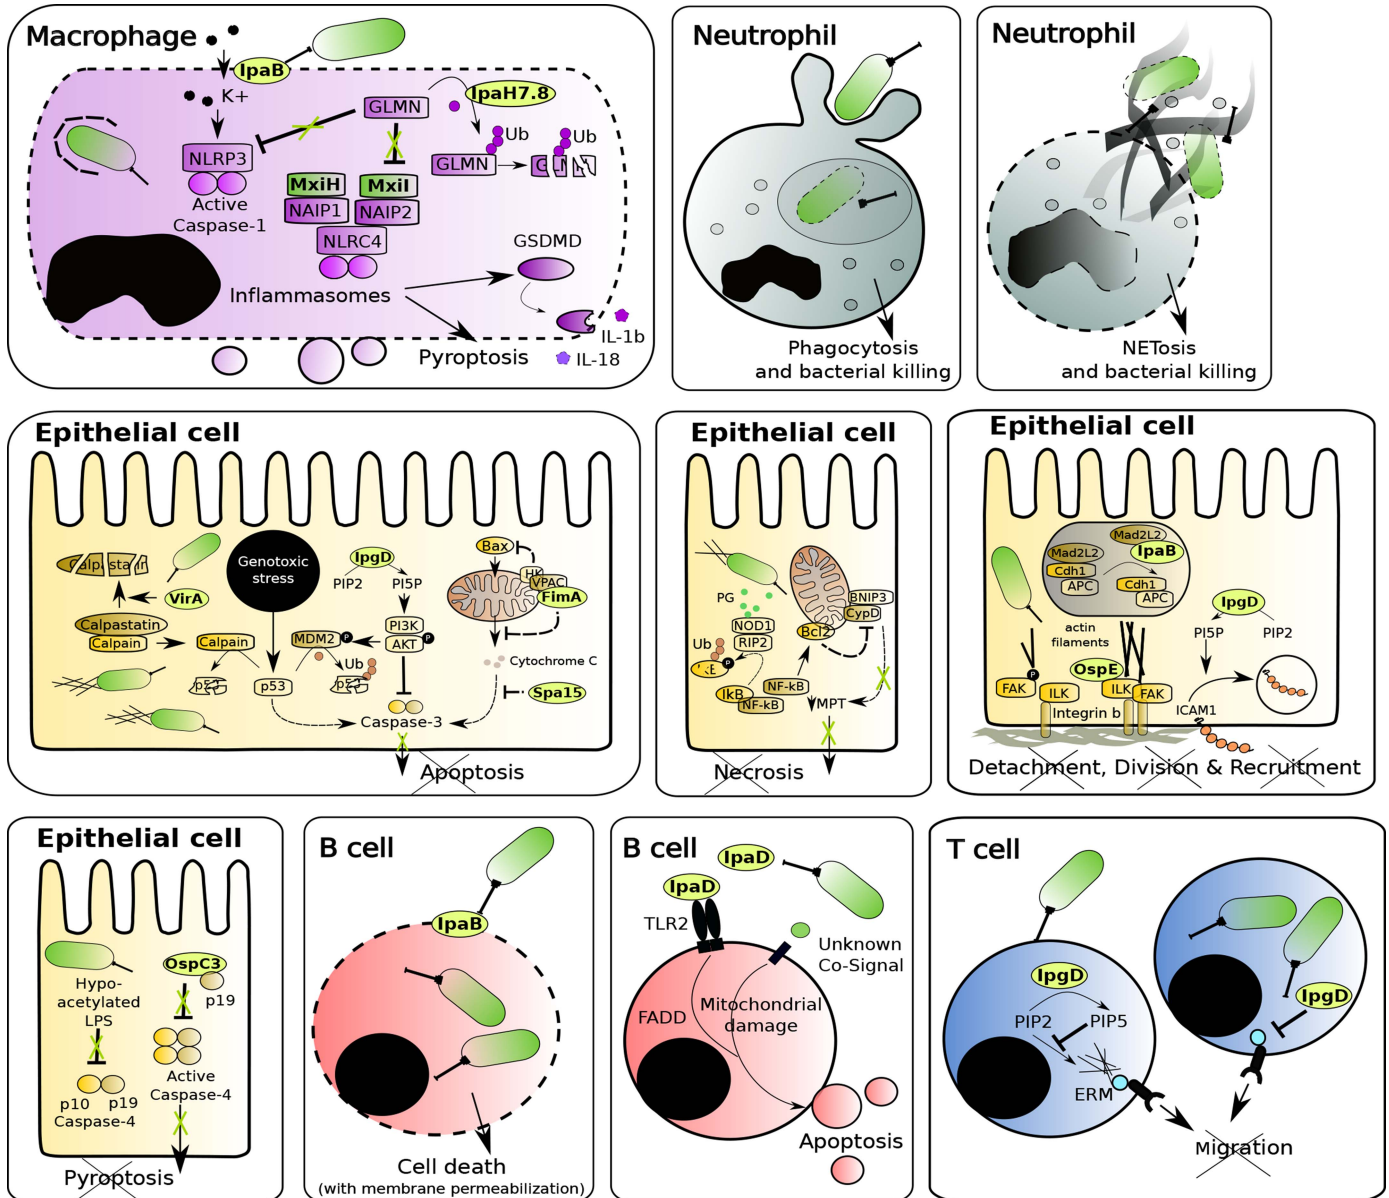 Macrophage
IpaB
K+
GLMN
IpaH7.8
Ub
Ub
GLMN
NLRP3
Active
Caspase-1
MxiH
MxiI
NAIP1
NAIP2
NLRC4
GSDMD
Inflammasomes
IL-1b
Pyroptosis
IL-18
Neutrophil
Phagocytosis
and bacterial killing
Neutrophil
NETosis
and bacterial killing
Epithelial cell
Calpastatin
VirA
Calpastatin
Calpain
Calpain
Genotoxic
stress
IpgD
PIP2
PI5P
PI3K
AKT
P
MDM2
P
Ub
p53
p53
p53
Bax
HK
VPAC
FimA
Cytochrome C
Spa15
Caspase-3
Apoptosis
Epithelial cell
PG
NOD1
RIP2
Ub
P
IkB
NF-kB
NF-kB
Bcl2
BNIP3
CypD
MPT
Necrosis
Epithelial cell
Mad2L2
Mad2L2
IpaB
Cdh1
APC
Cdh1
APC
actin
filaments
IpgD
PI5P
PIP2
OspE
P
FAK
ILK
ILK
FAK
Integrin b
ICAM1
Detachment, Division & Recruitment
Epithelial cell
Hypo-
acetylated
LPS
p10
p19
Caspase-4
OspC3
p19
Active
Caspase-4
Pyroptosis
B cell
IpaB
Cell death
(with membrane permeabilization)
B cell
IpaD
IpaD
TLR2
Unknown
Co-Signal
FADD
Mitochondrial
damage
Apoptosis
T cell
IpgD
PIP2
PIP5
ERM
IpgD
Migration